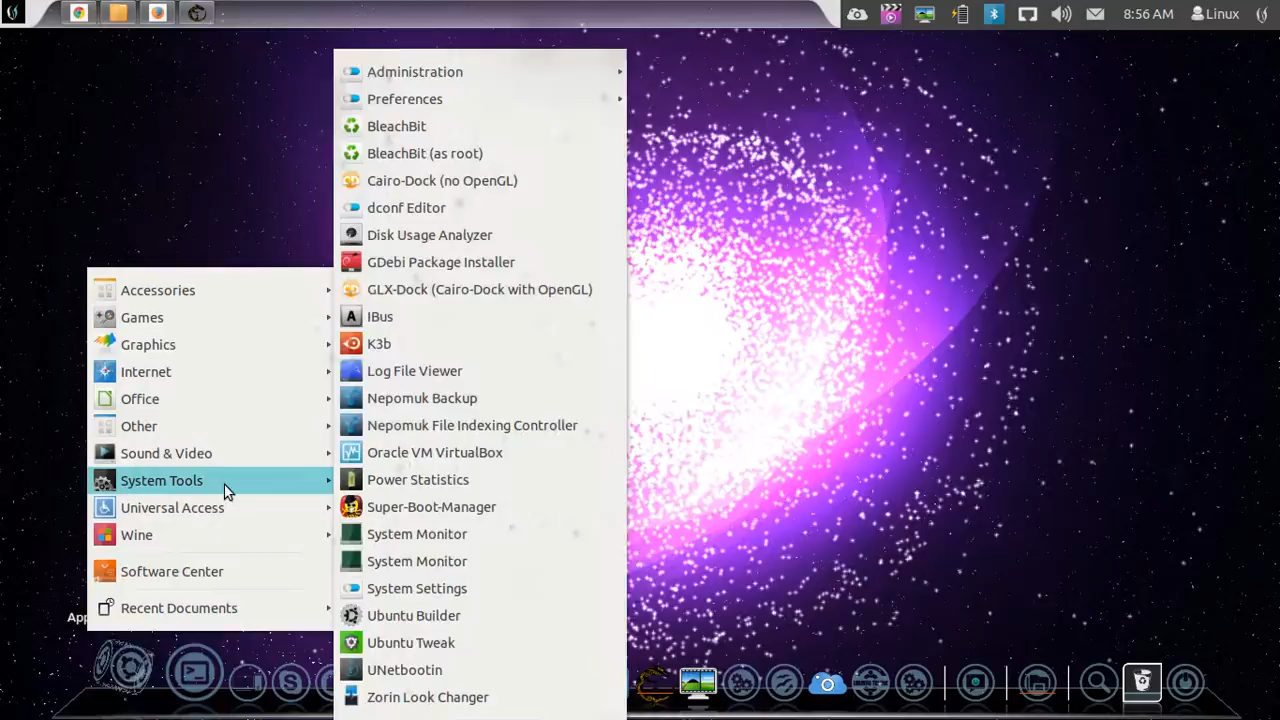 8:56 AM Linux
Administration
Preferences
BleachBit
BleachBit (as root)
Cairo-Dock (no OpenGL)
dconf Editor
Disk Usage Analyzer
GDebi Package Installer
GLX-Dock (Cairo-Dock with OpenGL)
IBus
K3b
Log File Viewer
Nepomuk Backup
Nepomuk File Indexing Controller
Oracle VM VirtualBox
Power Statistics
Super-Boot-Manager
System Monitor
System Monitor
System Settings
Ubuntu Builder
Ubuntu Tweak
UNetbootin
Zorin Look Changer
Accessories
Games
Graphics
Internet
Office
Other
Sound & Video
System Tools
Universal Access
Wine
Software Center
Recent Documents
App